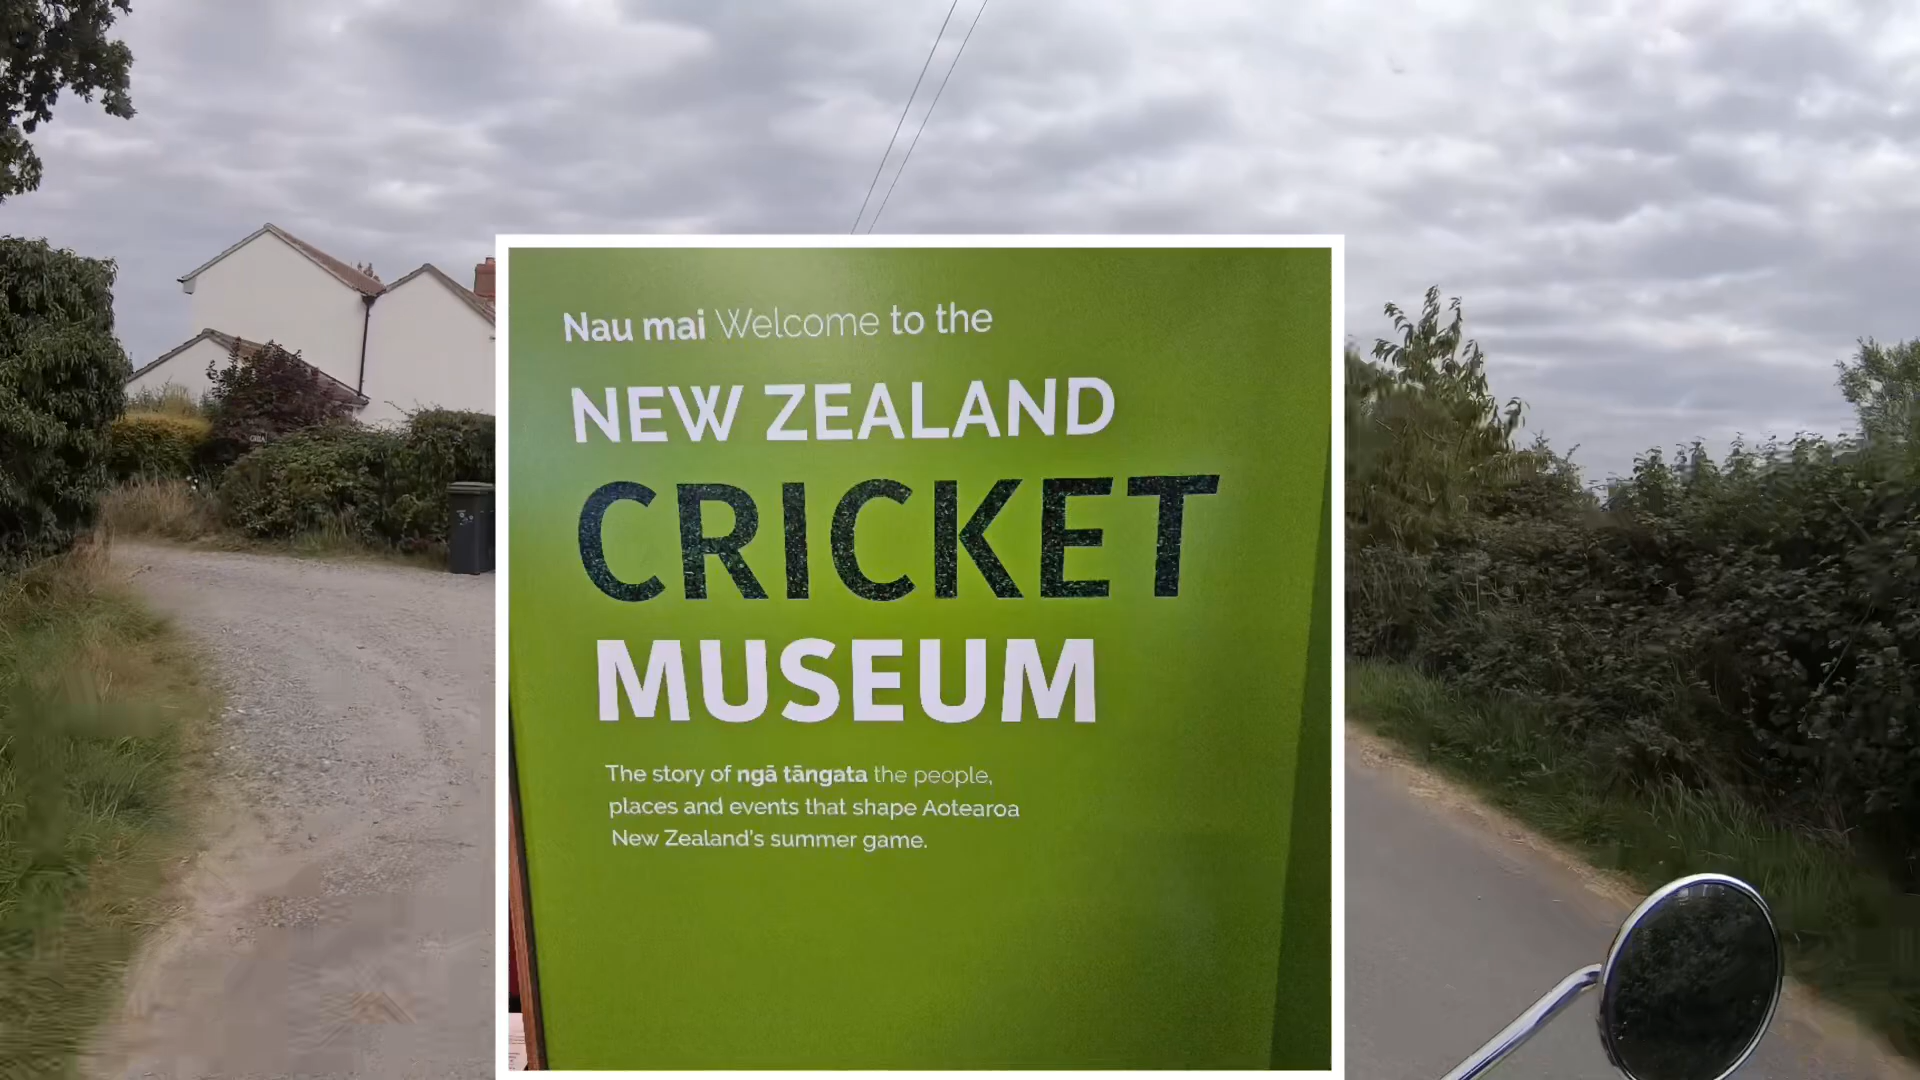 Nau mai Welcome to the
NEW ZEALAND
CRICKET
MUSEUM
The story of ngā tāngata the people,
places and events that shape Aotearoa
New Zealand's summer game.